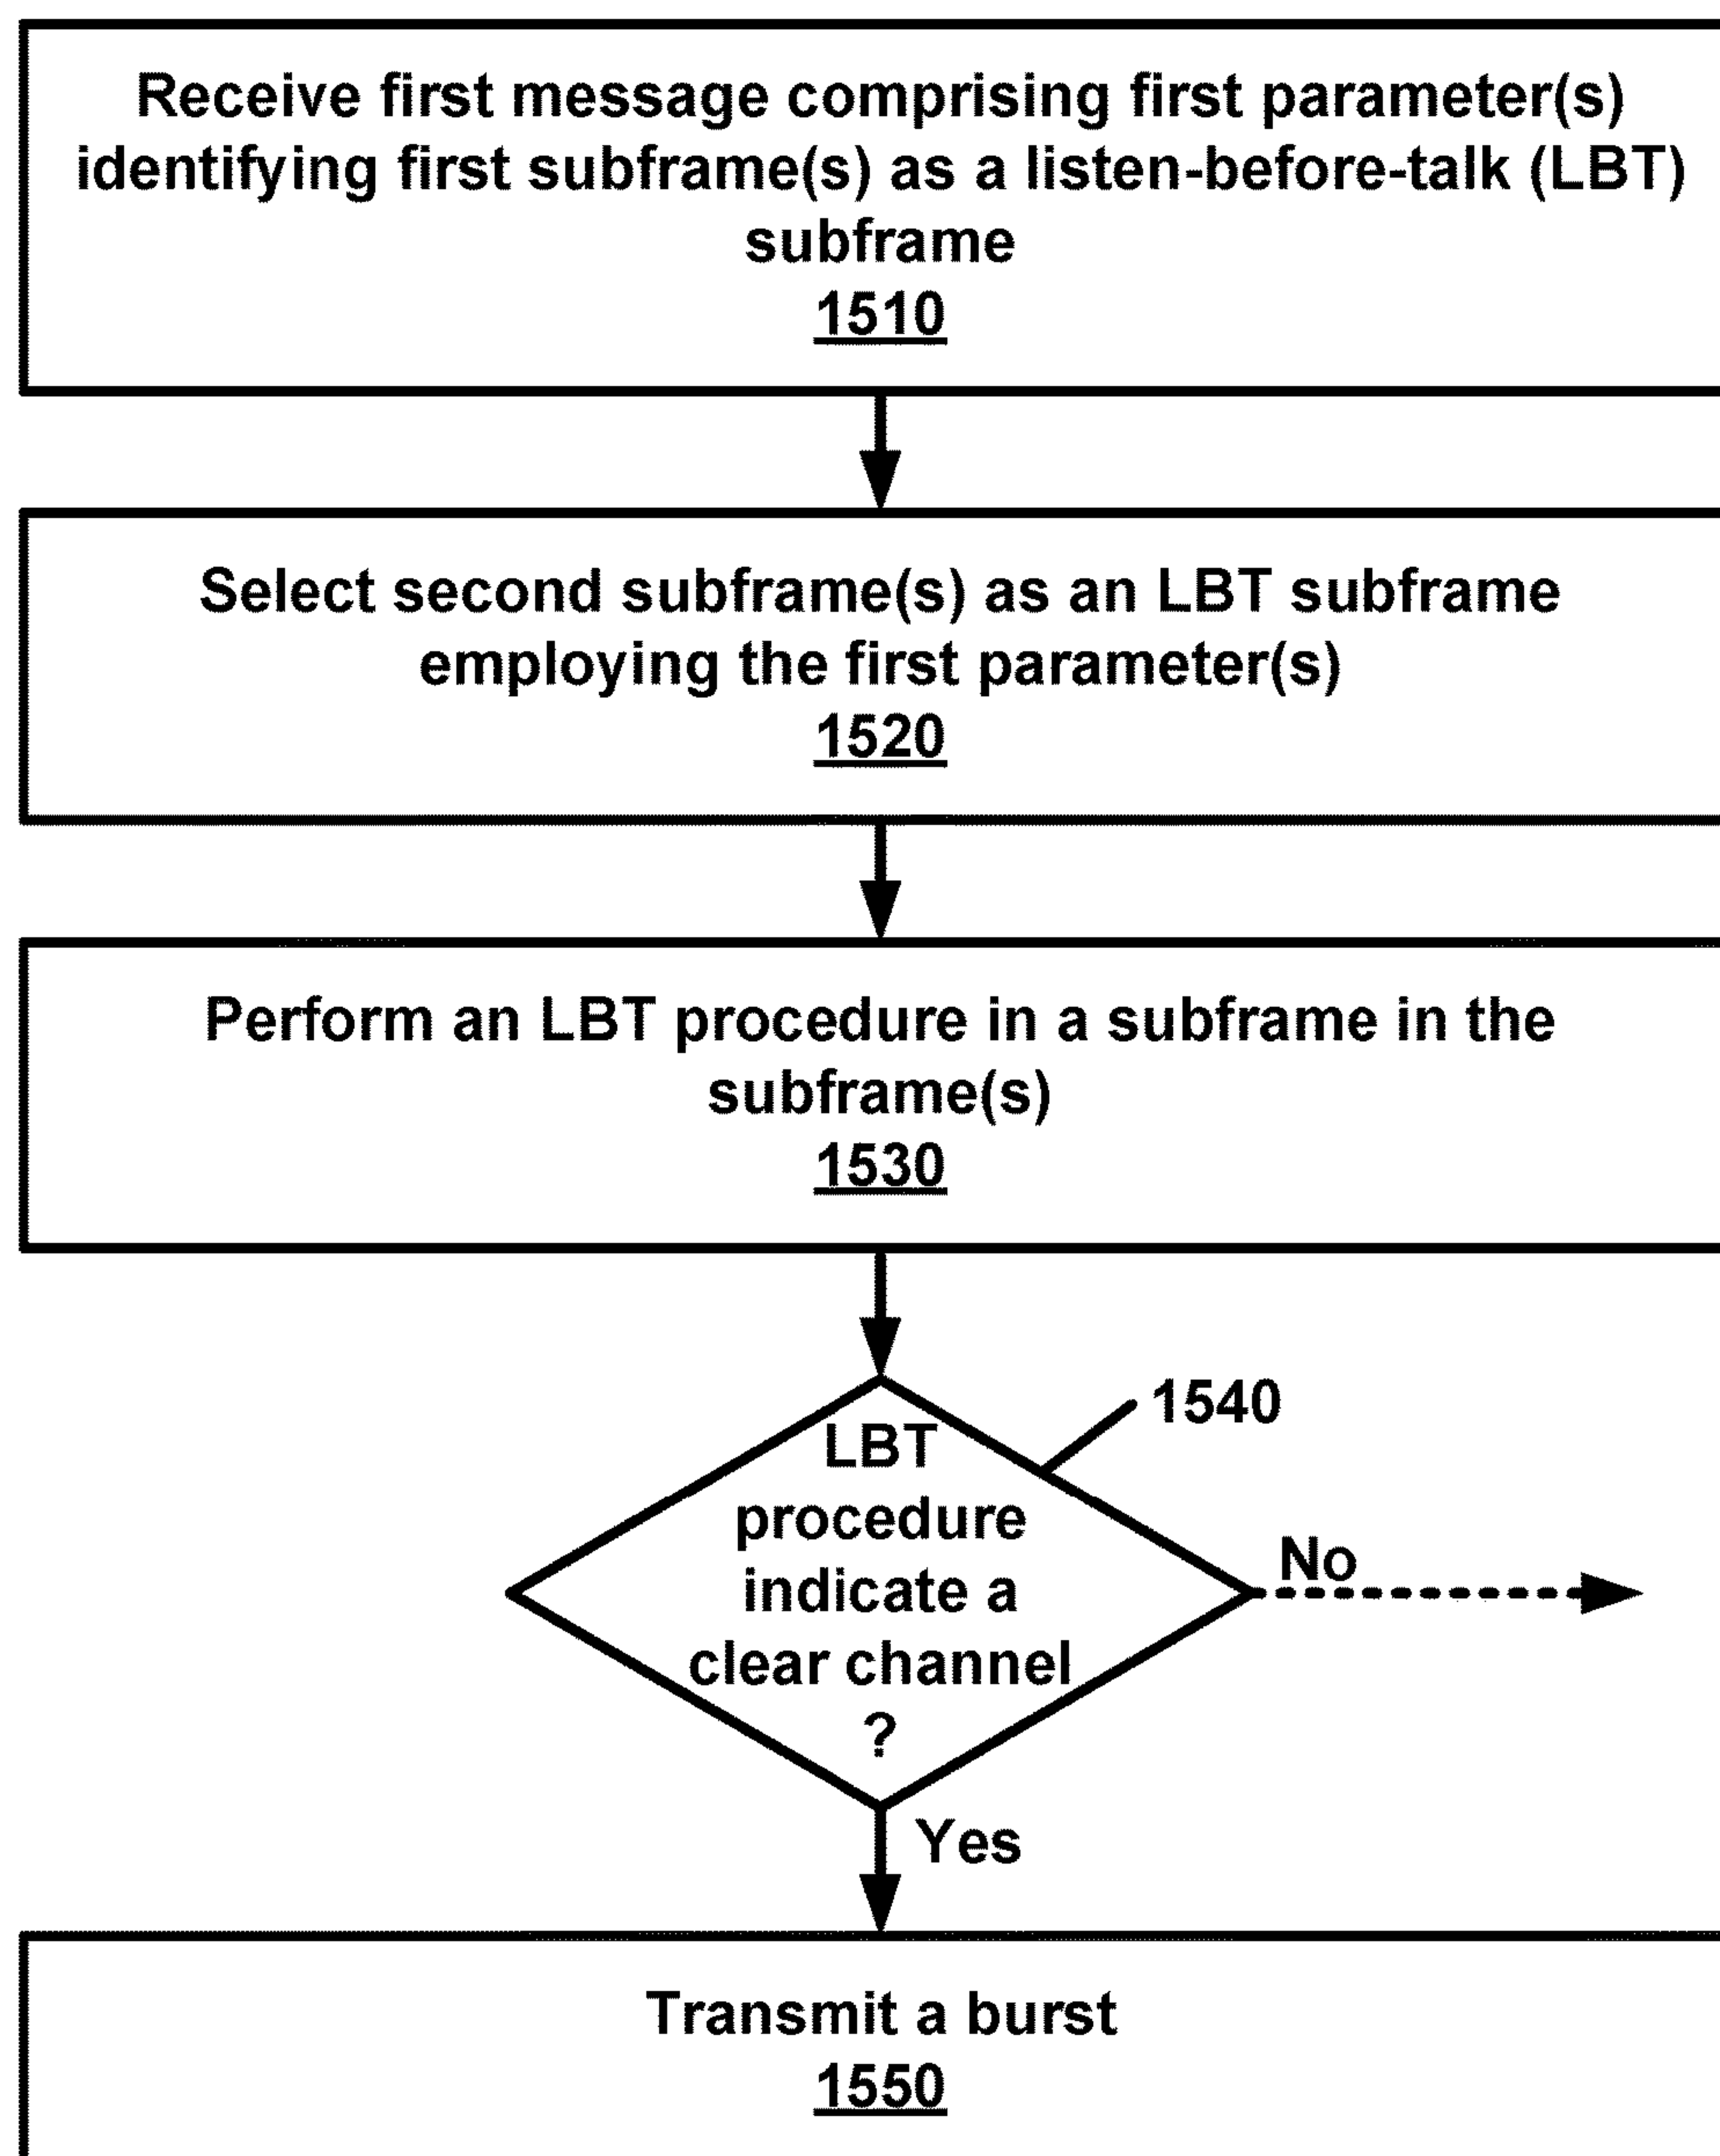 Receive first message comprising first parameter(s)
identifying first subframe(s) as a listen-before-talk (LBT)
subframe
1510
Select second subframe(s) as an LBT subframe
employing the first parameter(s)
1520
Perform an LBT procedure in a subframe in the
subframe(s)
1530
1540
LBT
procedure
indicate a
clear channel
?
No
Yes
Transmit a burst
1550